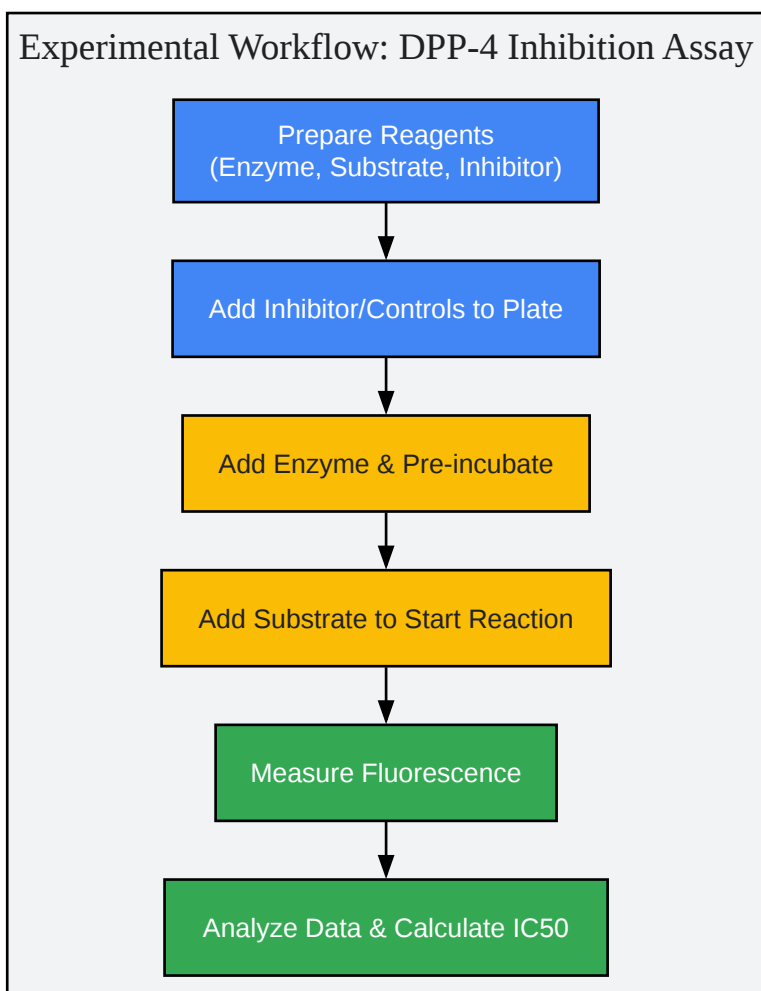 Experimental Workflow: DPP-4 Inhibition Assay
Prepare Reagents
(Enzyme, Substrate, Inhibitor)
Add Inhibitor/Controls to Plate
Add Enzyme & Pre-incubate
Add Substrate to Start Reaction
Measure Fluorescence
Analyze Data & Calculate IC50